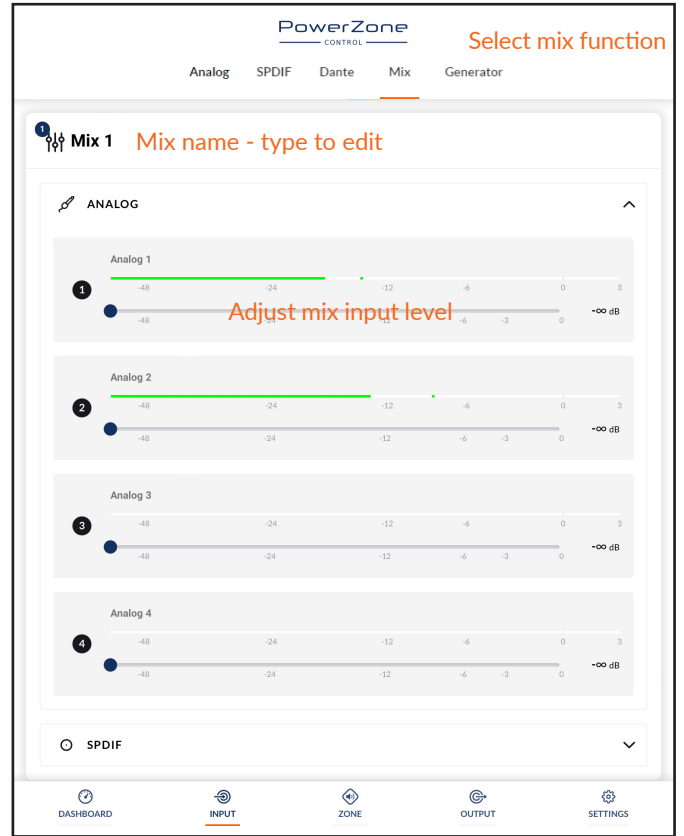 PowerZone
CONTROL
Select mix function
Analog SPDIF Dante Mix Generator
1
Mix 1 Mix name - type to edit
ANALOG
Analog 1
1
-48 -24 -12 -6 0 3
Adjust mix input level
-∞ dB
-48 -12 -6 -3 0
Analog 2
2
-48 -24 -12 -6 0 3
-∞ dB
-48 -24 -12 -6 -3 0
Analog 3
3
-48 -24 -12 -6 0 3
-∞ dB
-48 -24 -12 -6 -3 0
Analog 4
4
-48 -24 -12 -6 0 3
-∞ dB
-48 -24 -12 -6 -3 0
SPDIF
DASHBOARD INPUT ZONE OUTPUT SETTINGS